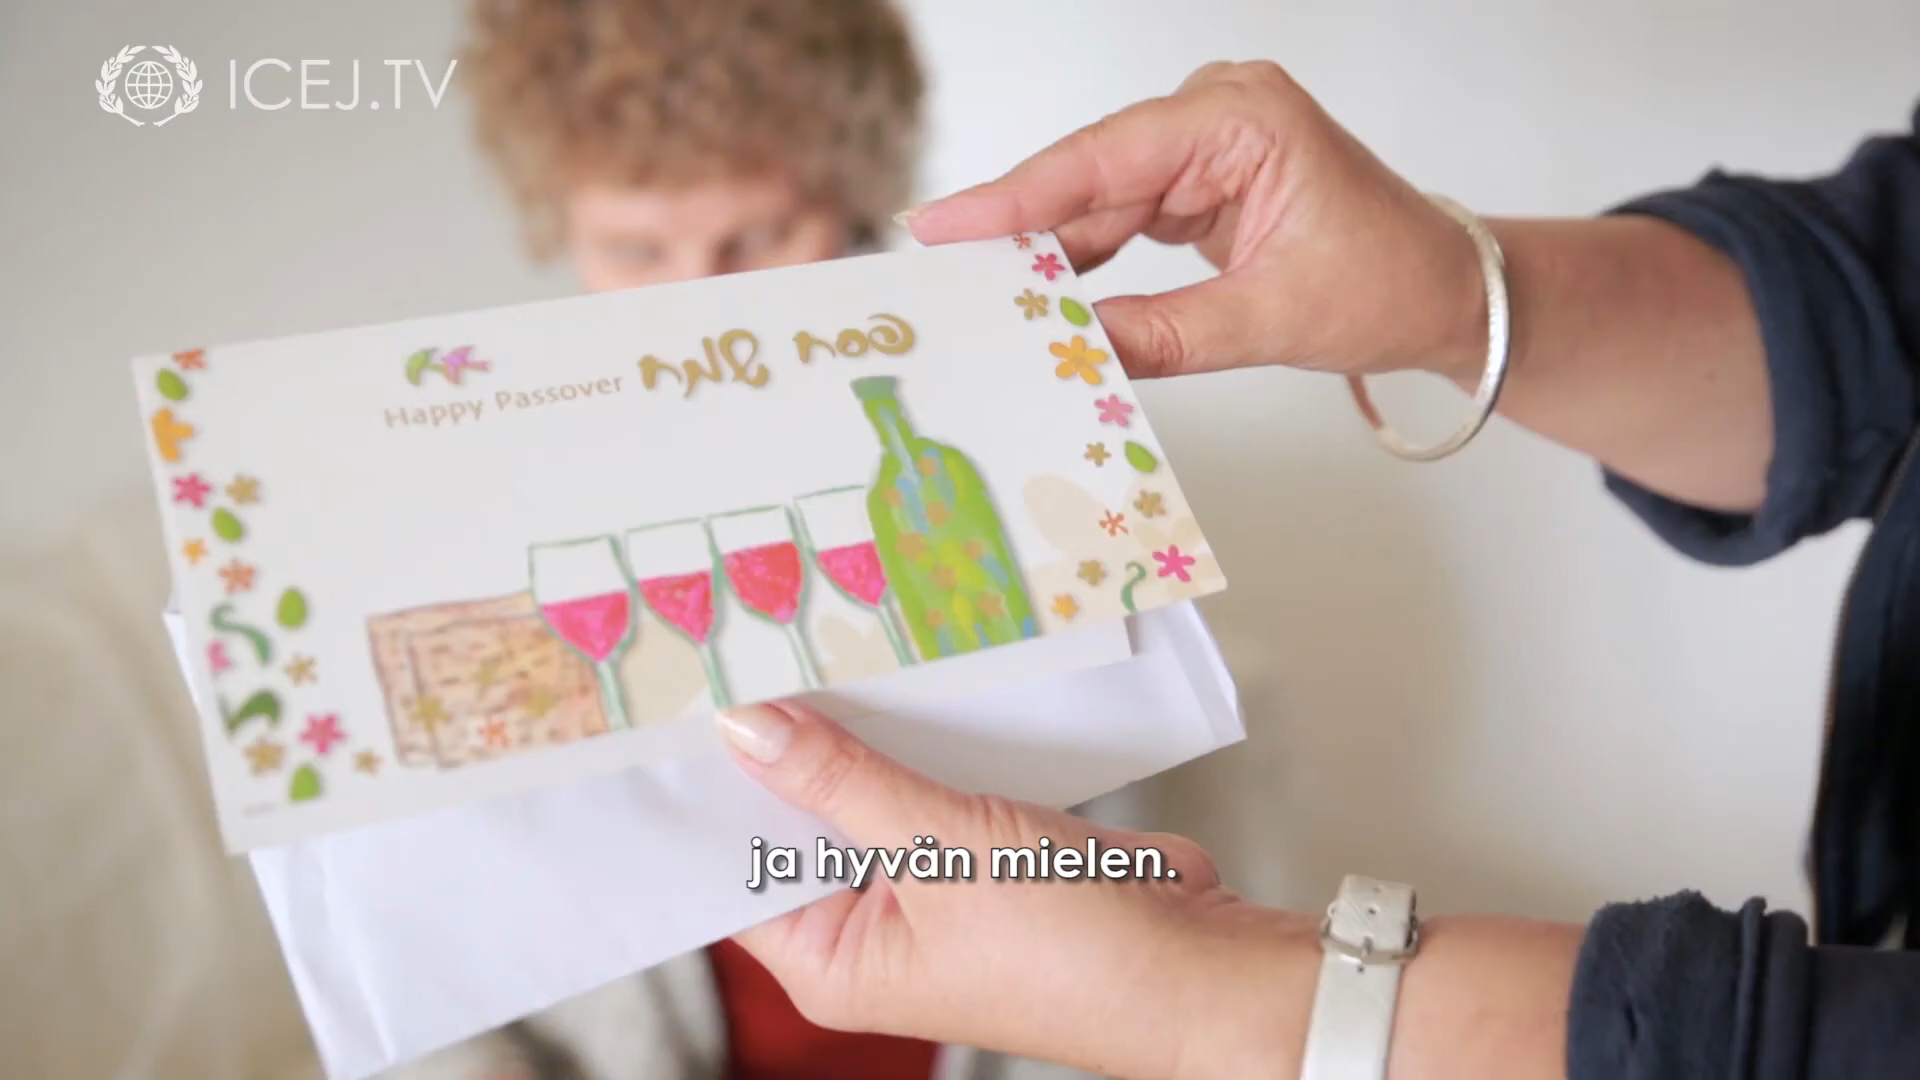 ICEJ.TV
Happy Passover פסח שמח
ja hyvän mielen.